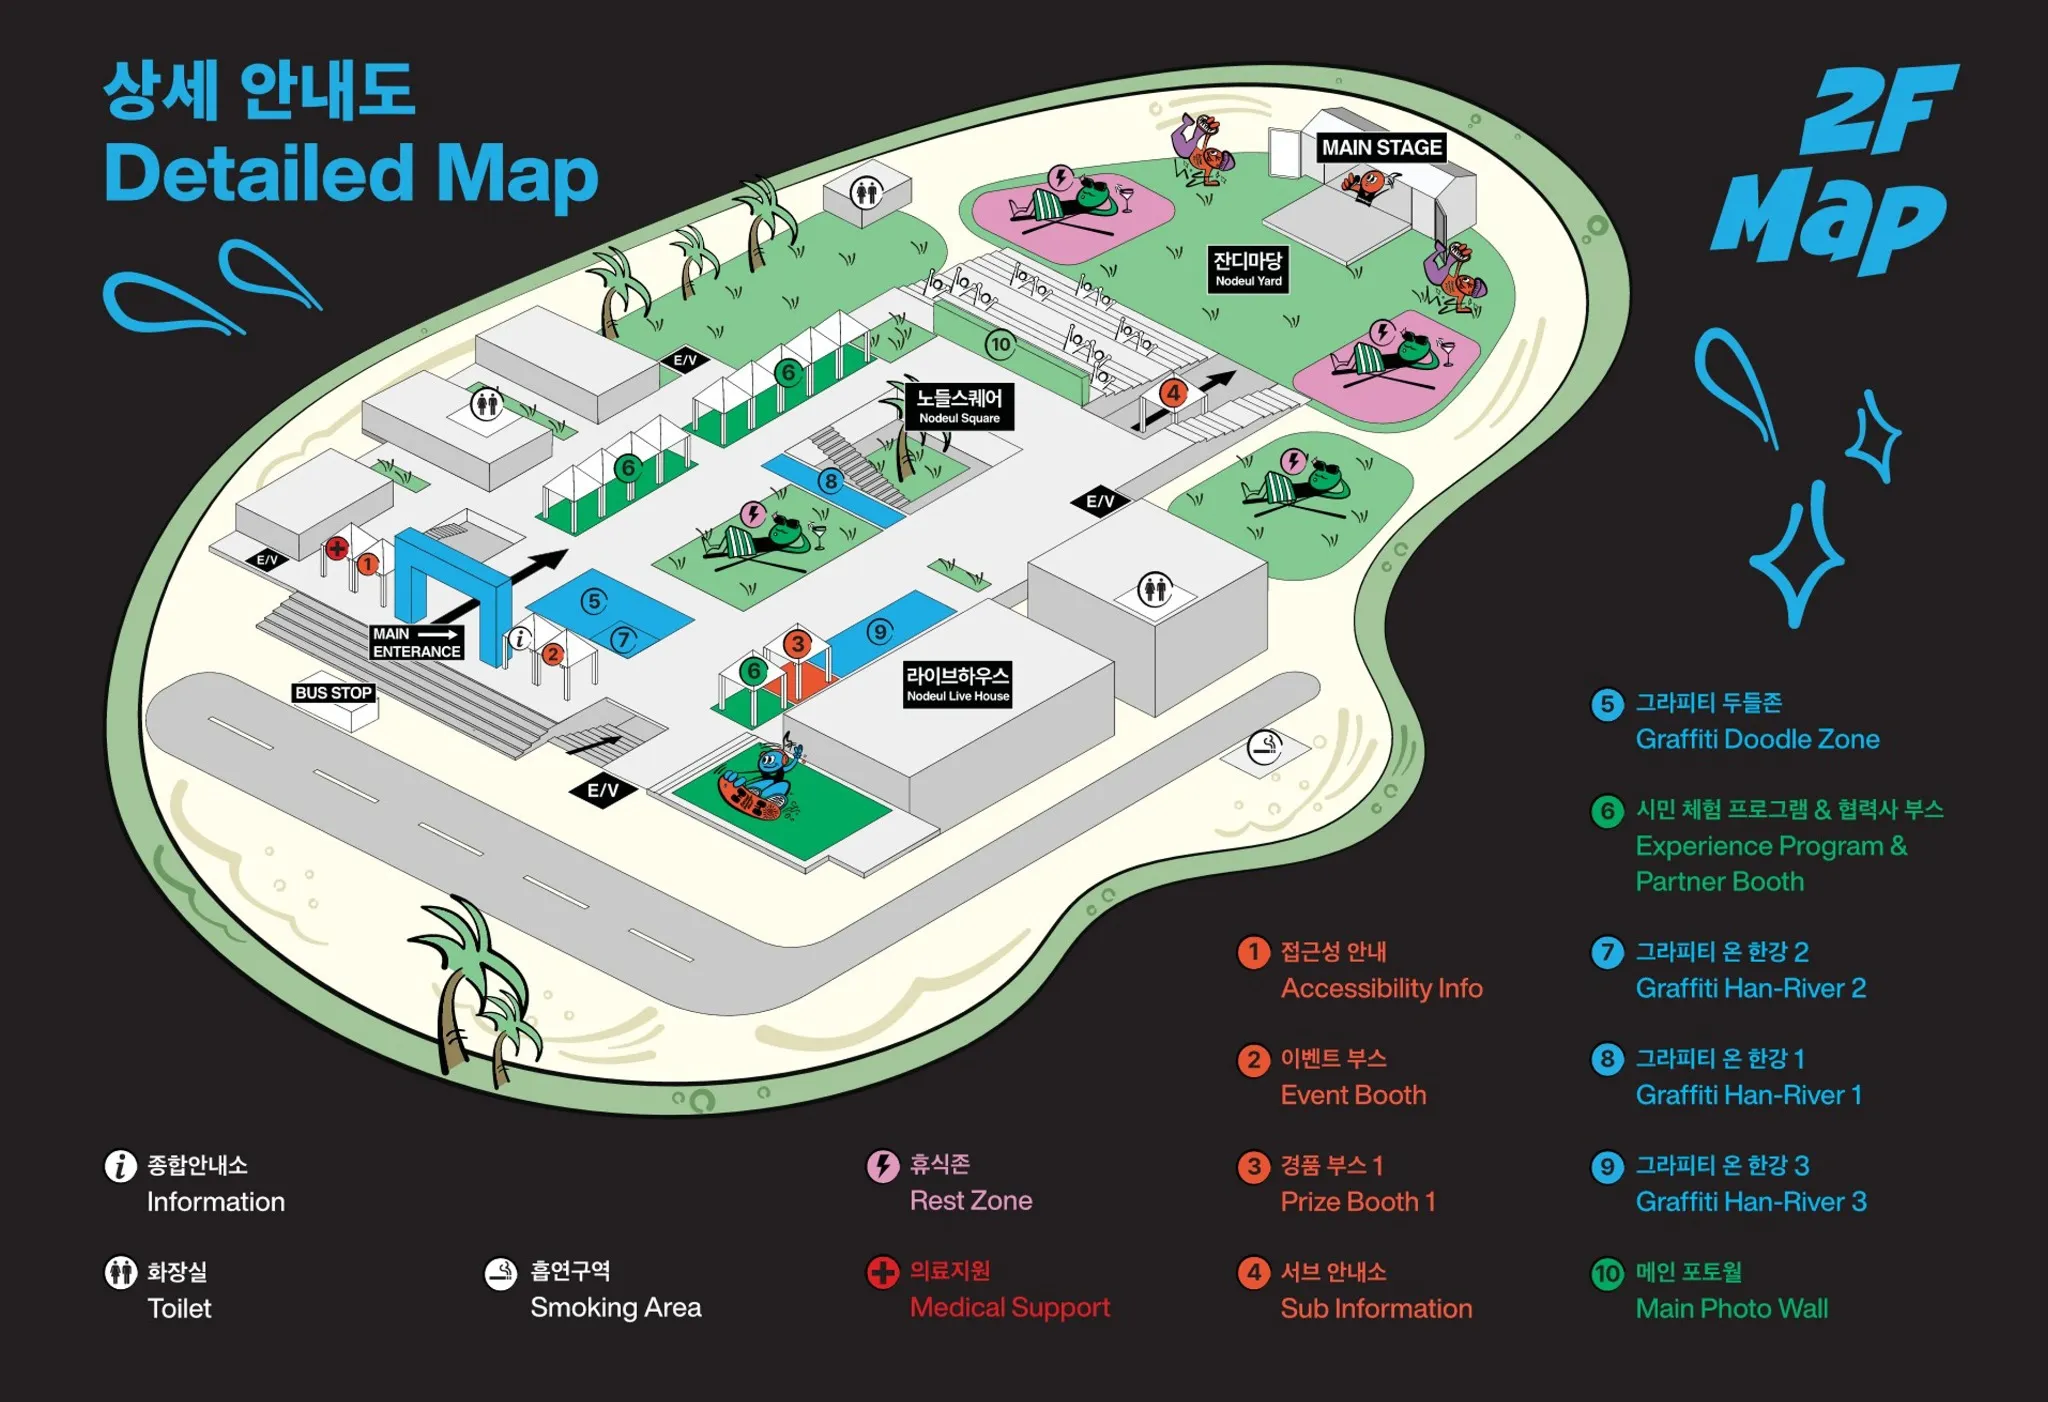 상세 안내도
Detailed Map
2F
Map
MAIN STAGE
잔디마당
Nodeul Yard
E/V
6
10
4
노들스퀘어
Nodeul Square
6
8
E/V
E/V
1
5
7
i
2
MAIN
ENTERANCE
3
9
6
라이브하우스
Nodeul Live House
BUS STOP
E/V
5 그라피티 두들존
Graffiti Doodle Zone
6 시민 체험 프로그램 & 협력사 부스
Experience Program &
Partner Booth
1 접근성 안내
Accessibility Info
7 그라피티 온 한강 2
Graffiti Han-River 2
2 이벤트 부스
Event Booth
8 그라피티 온 한강 1
Graffiti Han-River 1
i 종합안내소
Information
휴식존
Rest Zone
3 경품 부스 1
Prize Booth 1
9 그라피티 온 한강 3
Graffiti Han-River 3
화장실
Toilet
흡연구역
Smoking Area
의료지원
Medical Support
4 서브 안내소
Sub Information
10 메인 포토월
Main Photo Wall